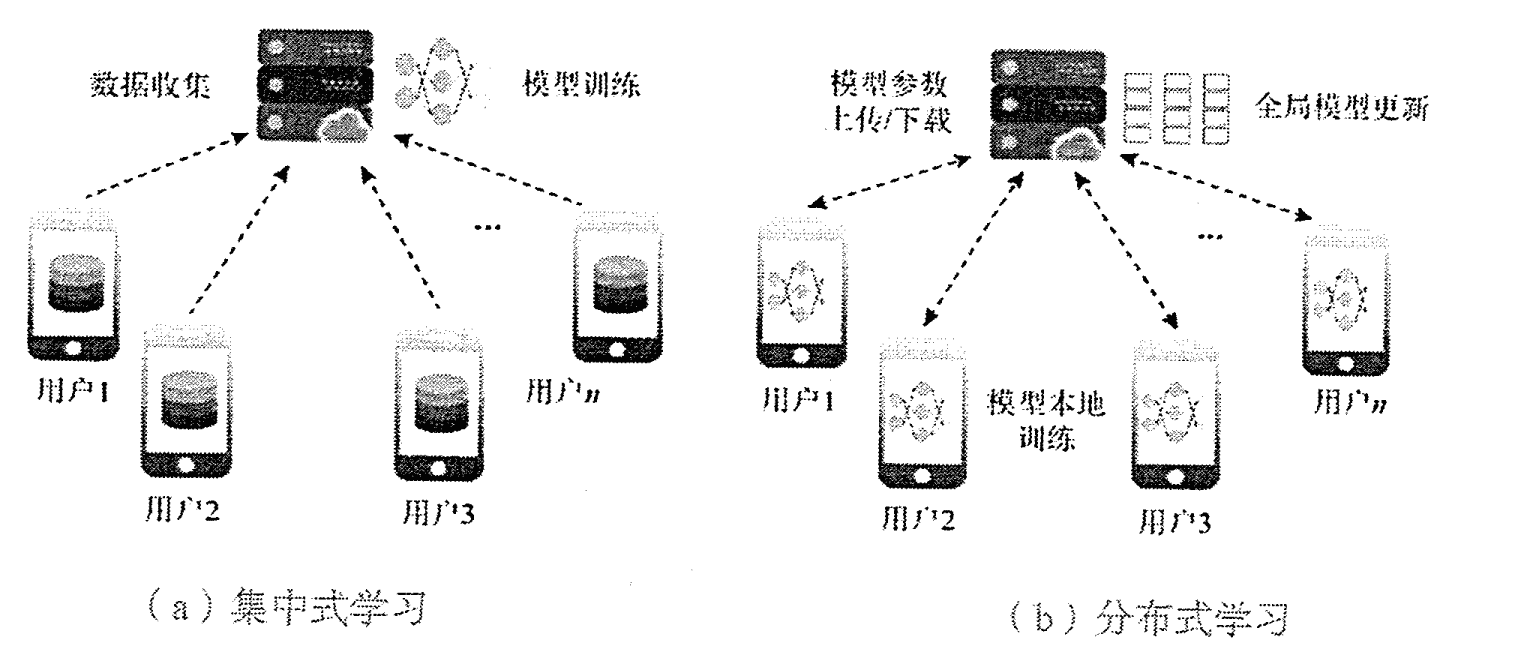 数据收集
模型训练
...
用户1
用户2
用户3
用户n
(a)集中式学习
模型参数
上传/下载
全局模型更新
...
用户1
用户2
模型本地
训练
用户3
用户n
(b)分布式学习